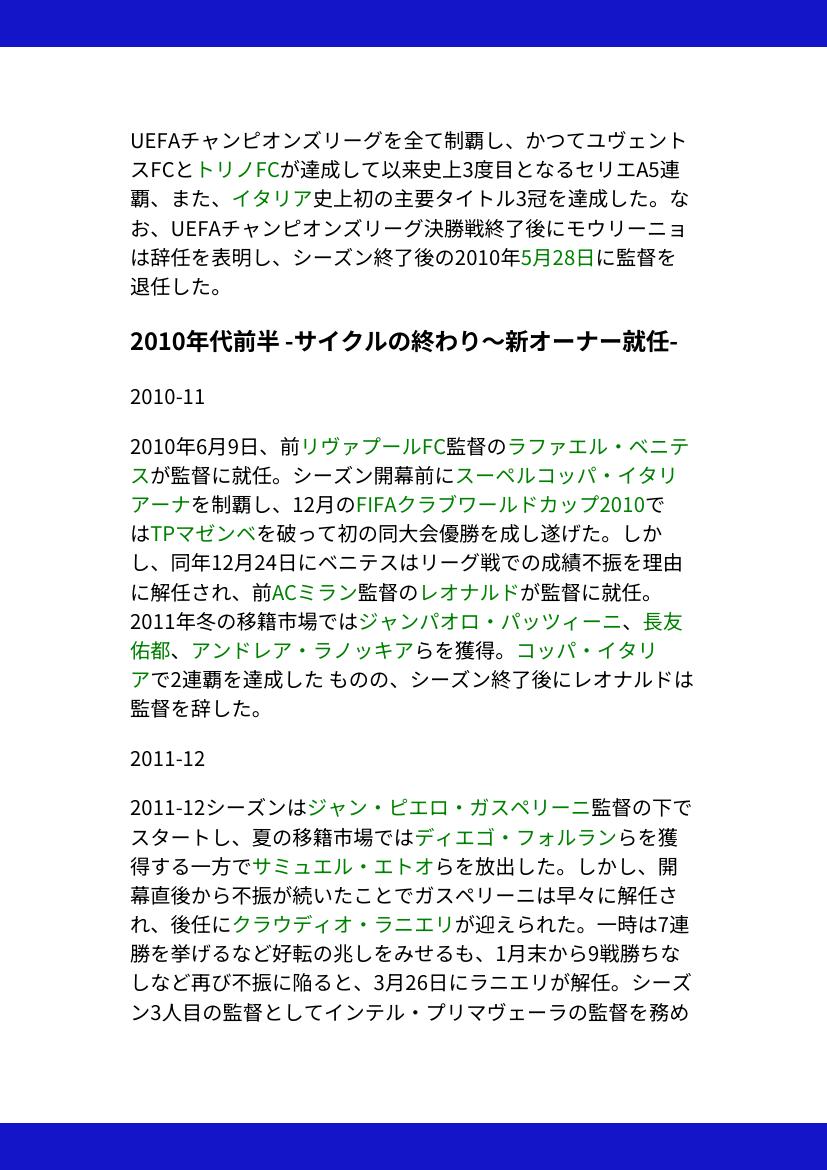 UEFAチャンピオンズリーグを全て制覇し、かつてユヴェント
スFCとトリノFCが達成して以来史上3度目となるセリエA5連
覇、また、イタリア史上初の主要タイトル3冠を達成した。な
お、UEFAチャンピオンズリーグ決勝戦終了後にモウリーニョ
は辞任を表明し、シーズン終了後の2010年5月28日に監督を
退任した。
2010年代前半 -サイクルの終わり〜新オーナー就任-
2010-11
2010年6月9日、前リヴァプールFC監督のラファエル・ベニテ
スが監督に就任。シーズン開幕前にスーペルコッパ・イタリ
アーナを制覇し、12月のFIFAクラブワールドカップ2010で
はTPマゼンベを破って初の同大会優勝を成し遂げた。しか
し、同年12月24日にベニテスはリーグ戦での成績不振を理由
に解任され、前ACミラン監督のレオナルドが監督に就任。
2011年冬の移籍市場ではジャンパオロ・パッツィーニ、長友
佑都、アンドレア・ラノッキアらを獲得。コッパ・イタリ
アで2連覇を達成した ものの、シーズン終了後にレオナルドは
監督を辞した。
2011-12
2011-12シーズンはジャン・ピエロ・ガスペリーニ監督の下で
スタートし、夏の移籍市場ではディエゴ・フォルランらを獲
得する一方でサミュエル・エトオらを放出した。しかし、開
幕直後から不振が続いたことでガスペリーニは早々に解任さ
れ、後任にクラウディオ・ラニエリが迎えられた。一時は7連
勝を挙げるなど好転の兆しをみせるも、1月末から9戦勝ちな
しなど再び不振に陥ると、3月26日にラニエリが解任。シーズ
ン3人目の監督としてインテル・プリマヴェーラの監督を務め